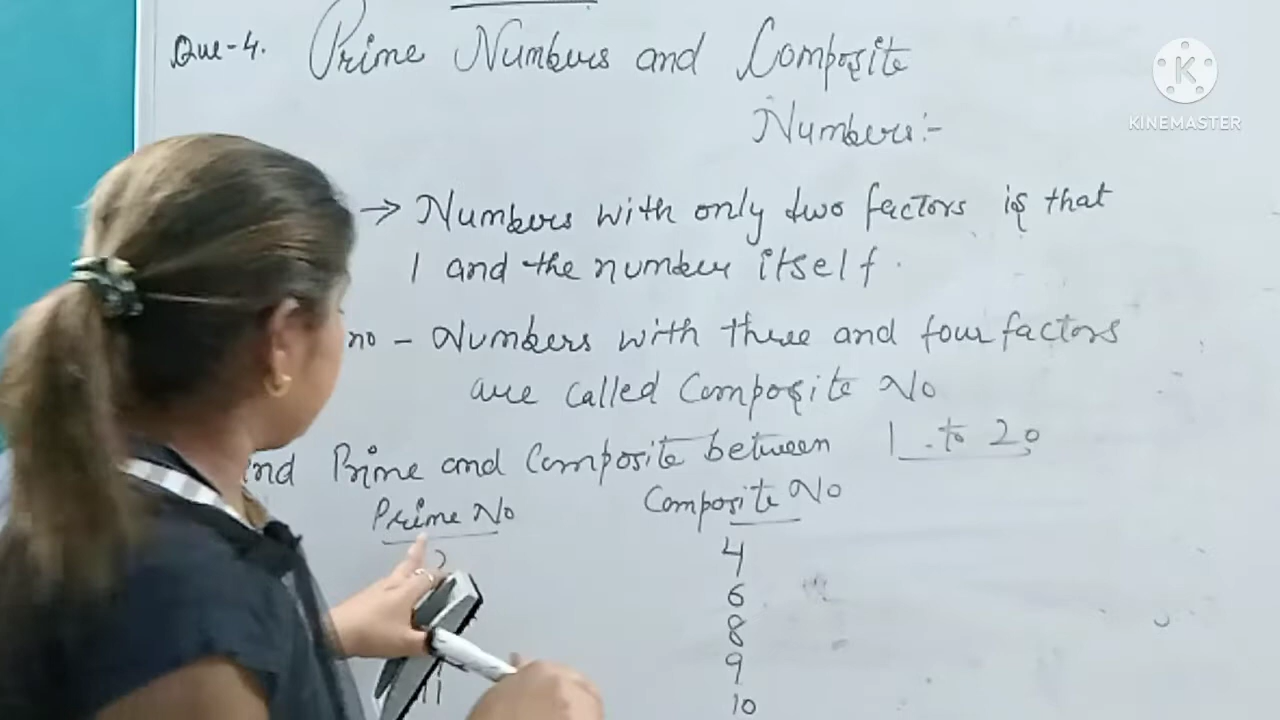 Que-4. Prime Numbers and Composite
Numbers:-
→ Numbers with only two factors is that
1 and the number itself.
no - Numbers with three and four factors
are called Composite No
nd Prime and Composite between 1 to 20
Prime No Composite No
2 4
6
8
9
11 10
KINEMASTER